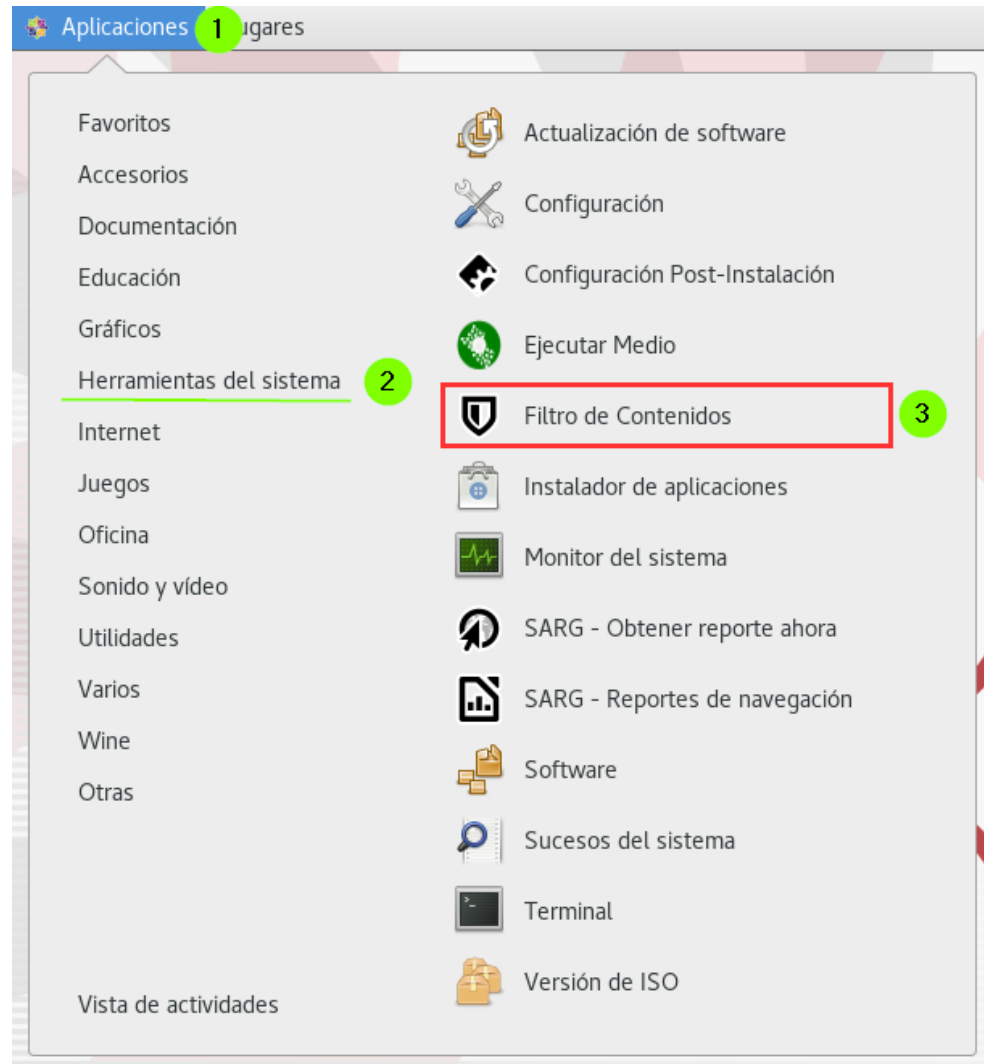 Aplicaciones 1 ugares
Favoritos
Accesorios
Documentación
Educación
Gráficos
Herramientas del sistema 2
Internet
Juegos
Oficina
Sonido y vídeo
Utilidades
Varios
Wine
Otras
Vista de actividades
Actualización de software
Configuración
Configuración Post-Instalación
Ejecutar Medio
Filtro de Contenidos 3
Instalador de aplicaciones
Monitor del sistema
SARG - Obtener reporte ahora
SARG - Reportes de navegación
Software
Sucesos del sistema
Terminal
Versión de ISO